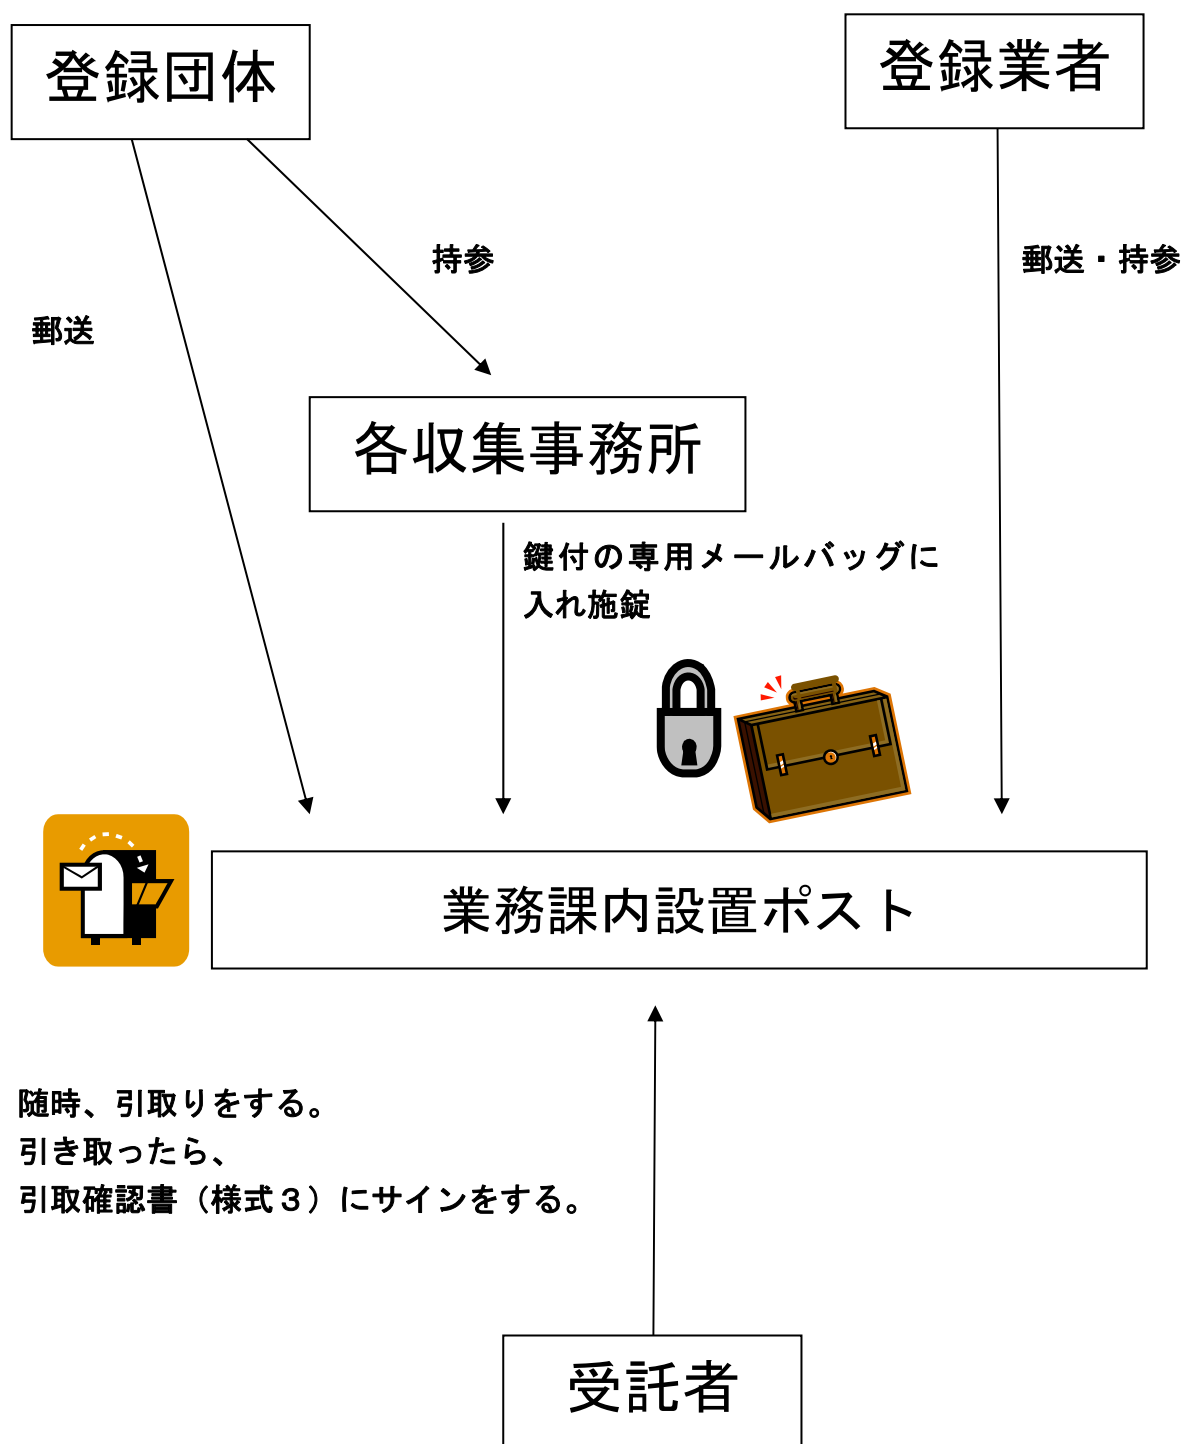 登録団体
登録業者
持参
郵送・持参
郵送
各収集事務所
鍵付の専用メールバッグに
入れ施錠
業務課内設置ポスト
随時、引取りをする。
引き取ったら、
引取確認書（様式３）にサインをする。
受託者